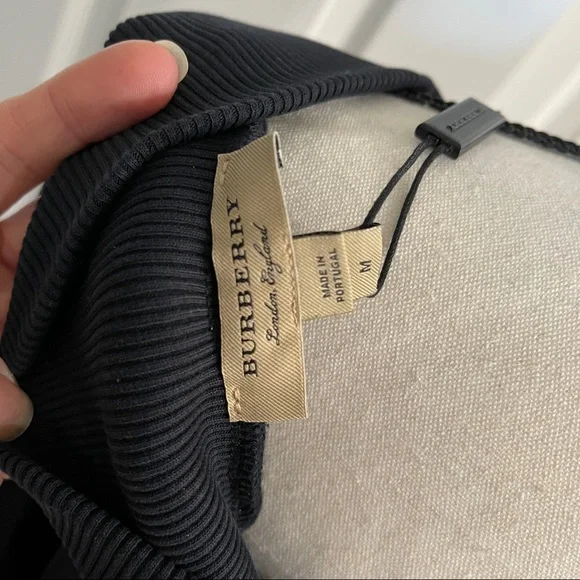 BURBERRY
London, England
MADE IN
PORTUGAL
M